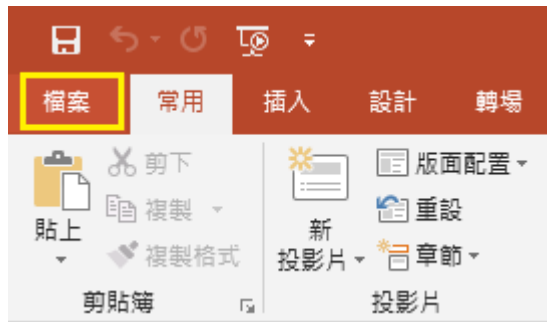 檔案 常用 插入 設計 轉場
剪下 版面配置
複製 重設
貼上 新
複製格式 投影片 章節
剪貼簿 投影片